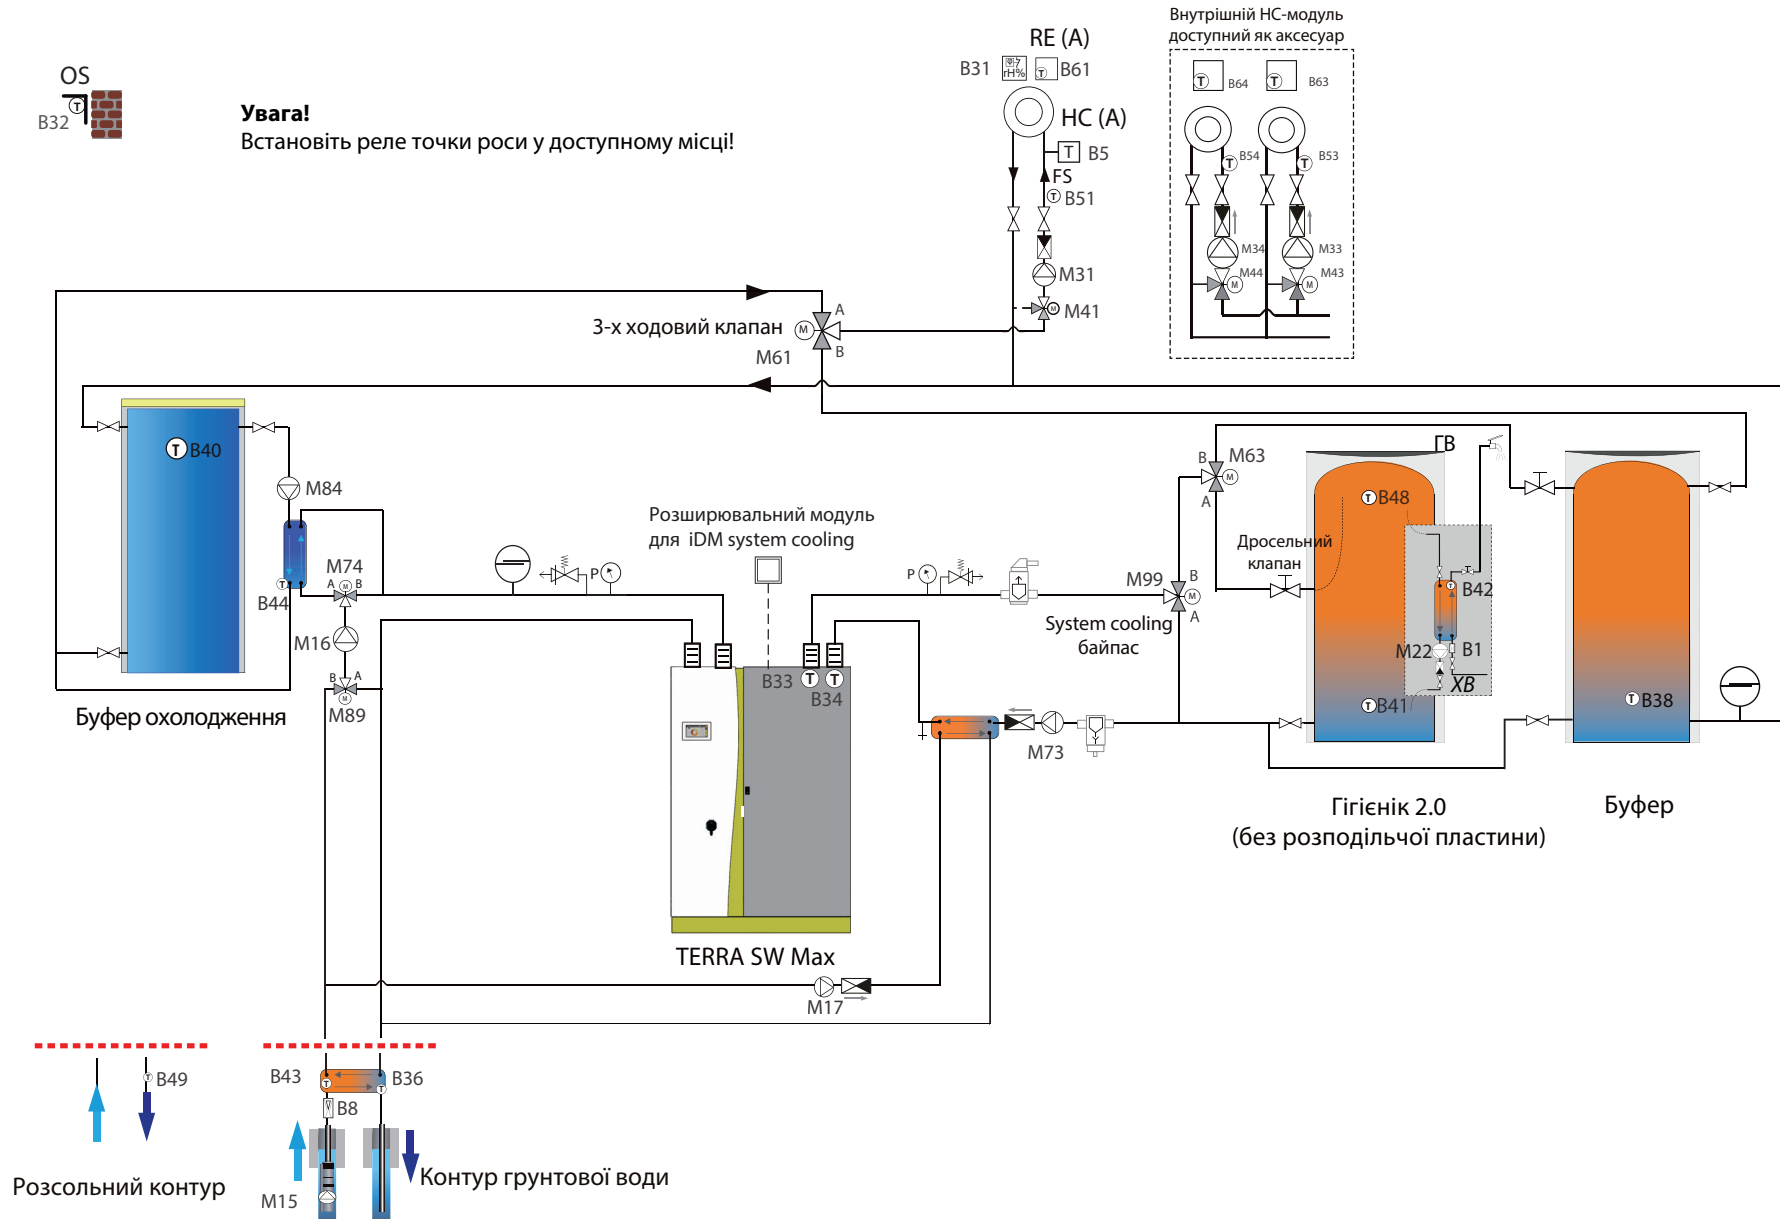 Внутрішній НС-модуль
доступний як аксесуар
RE (A)
B31
rH%
T
B61
T
B64
T
B63
OS
T
B32
Увага!
Встановіть реле точки роси у доступному місці!
HC (A)
T
B5
FS
T
B51
T
B54
T
B53
M31
M34
M33
M
M44
M
M43
M
M41
3-х ходовий клапан
M
A
B
M61
T
B40
M84
B
M63
M
A
ГВ
T
B48
Розширювальний модуль
для iDM system cooling
Дросельний
клапан
P
P
M74
A
M
B
T
B44
M99
B
M
A
T
B42
M16
System cooling
байпас
M22
B1
ХВ
B33
T
T
B34
B
A
M
M89
T
B41
T
B38
Буфер охолодження
M73
Гігієнік 2.0
(без розподільчої пластини)
Буфер
TERRA SW Max
M17
T
B49
B43
T
T
B36
B8
Розсольний контур
M15
Контур грунтової води